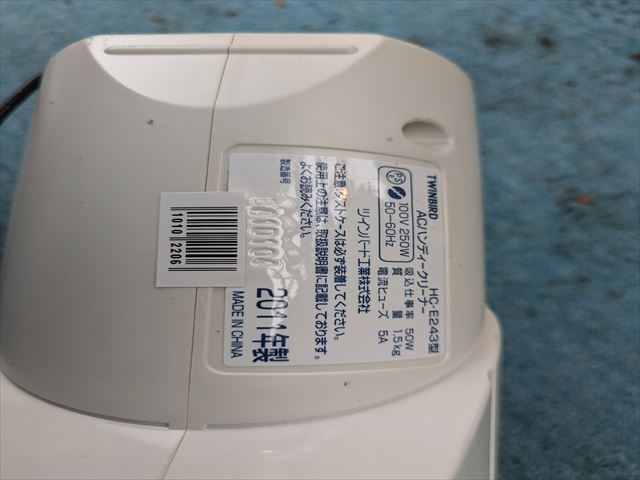 TWINBIRD
ACハンディークリーナー
HC-E243型
100V 250W
50-60Hz
吸込仕事率 50W
質量 1.5kg
電流ヒューズ 5A
ツインバード工業株式会社
ご注意 ダストケースは必ず装着してください。
使用上の注意は、取扱説明書に記載しております。
よくお読みください。
製造番号
2011年製
MADE IN CHINA
1010 2206